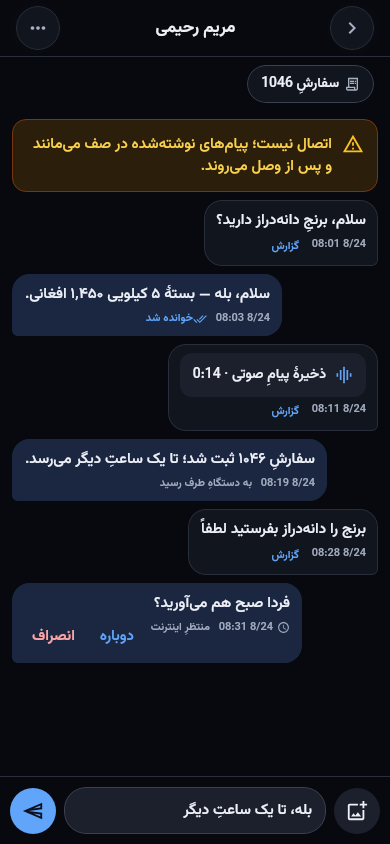 مریم رحیمی
سفارشِ 1046
اتصال نیست؛ پیام‌های نوشته‌شده در صف می‌مانند
و پس از وصل می‌روند.
سلام، برنجِ دانه‌دراز دارید؟
8/24 08:01 گزارش
سلام، بله — بستهٔ ۵ کیلویی ۱٬۴۵۰ افغانی.
8/24 08:03 خوانده شد
ذخیرهٔ پیامِ صوتی · 0:14
8/24 08:11 گزارش
سفارشِ ۱۰۴۶ ثبت شد؛ تا یک ساعتِ دیگر می‌رسد.
8/24 08:19 به دستگاهِ طرف رسید
برنج را دانه‌دراز بفرستید لطفاً
8/24 08:28 گزارش
فردا صبح هم می‌آورید؟
8/24 08:31 منتظرِ اینترنت دوباره انصراف
بله، تا یک ساعتِ دیگر